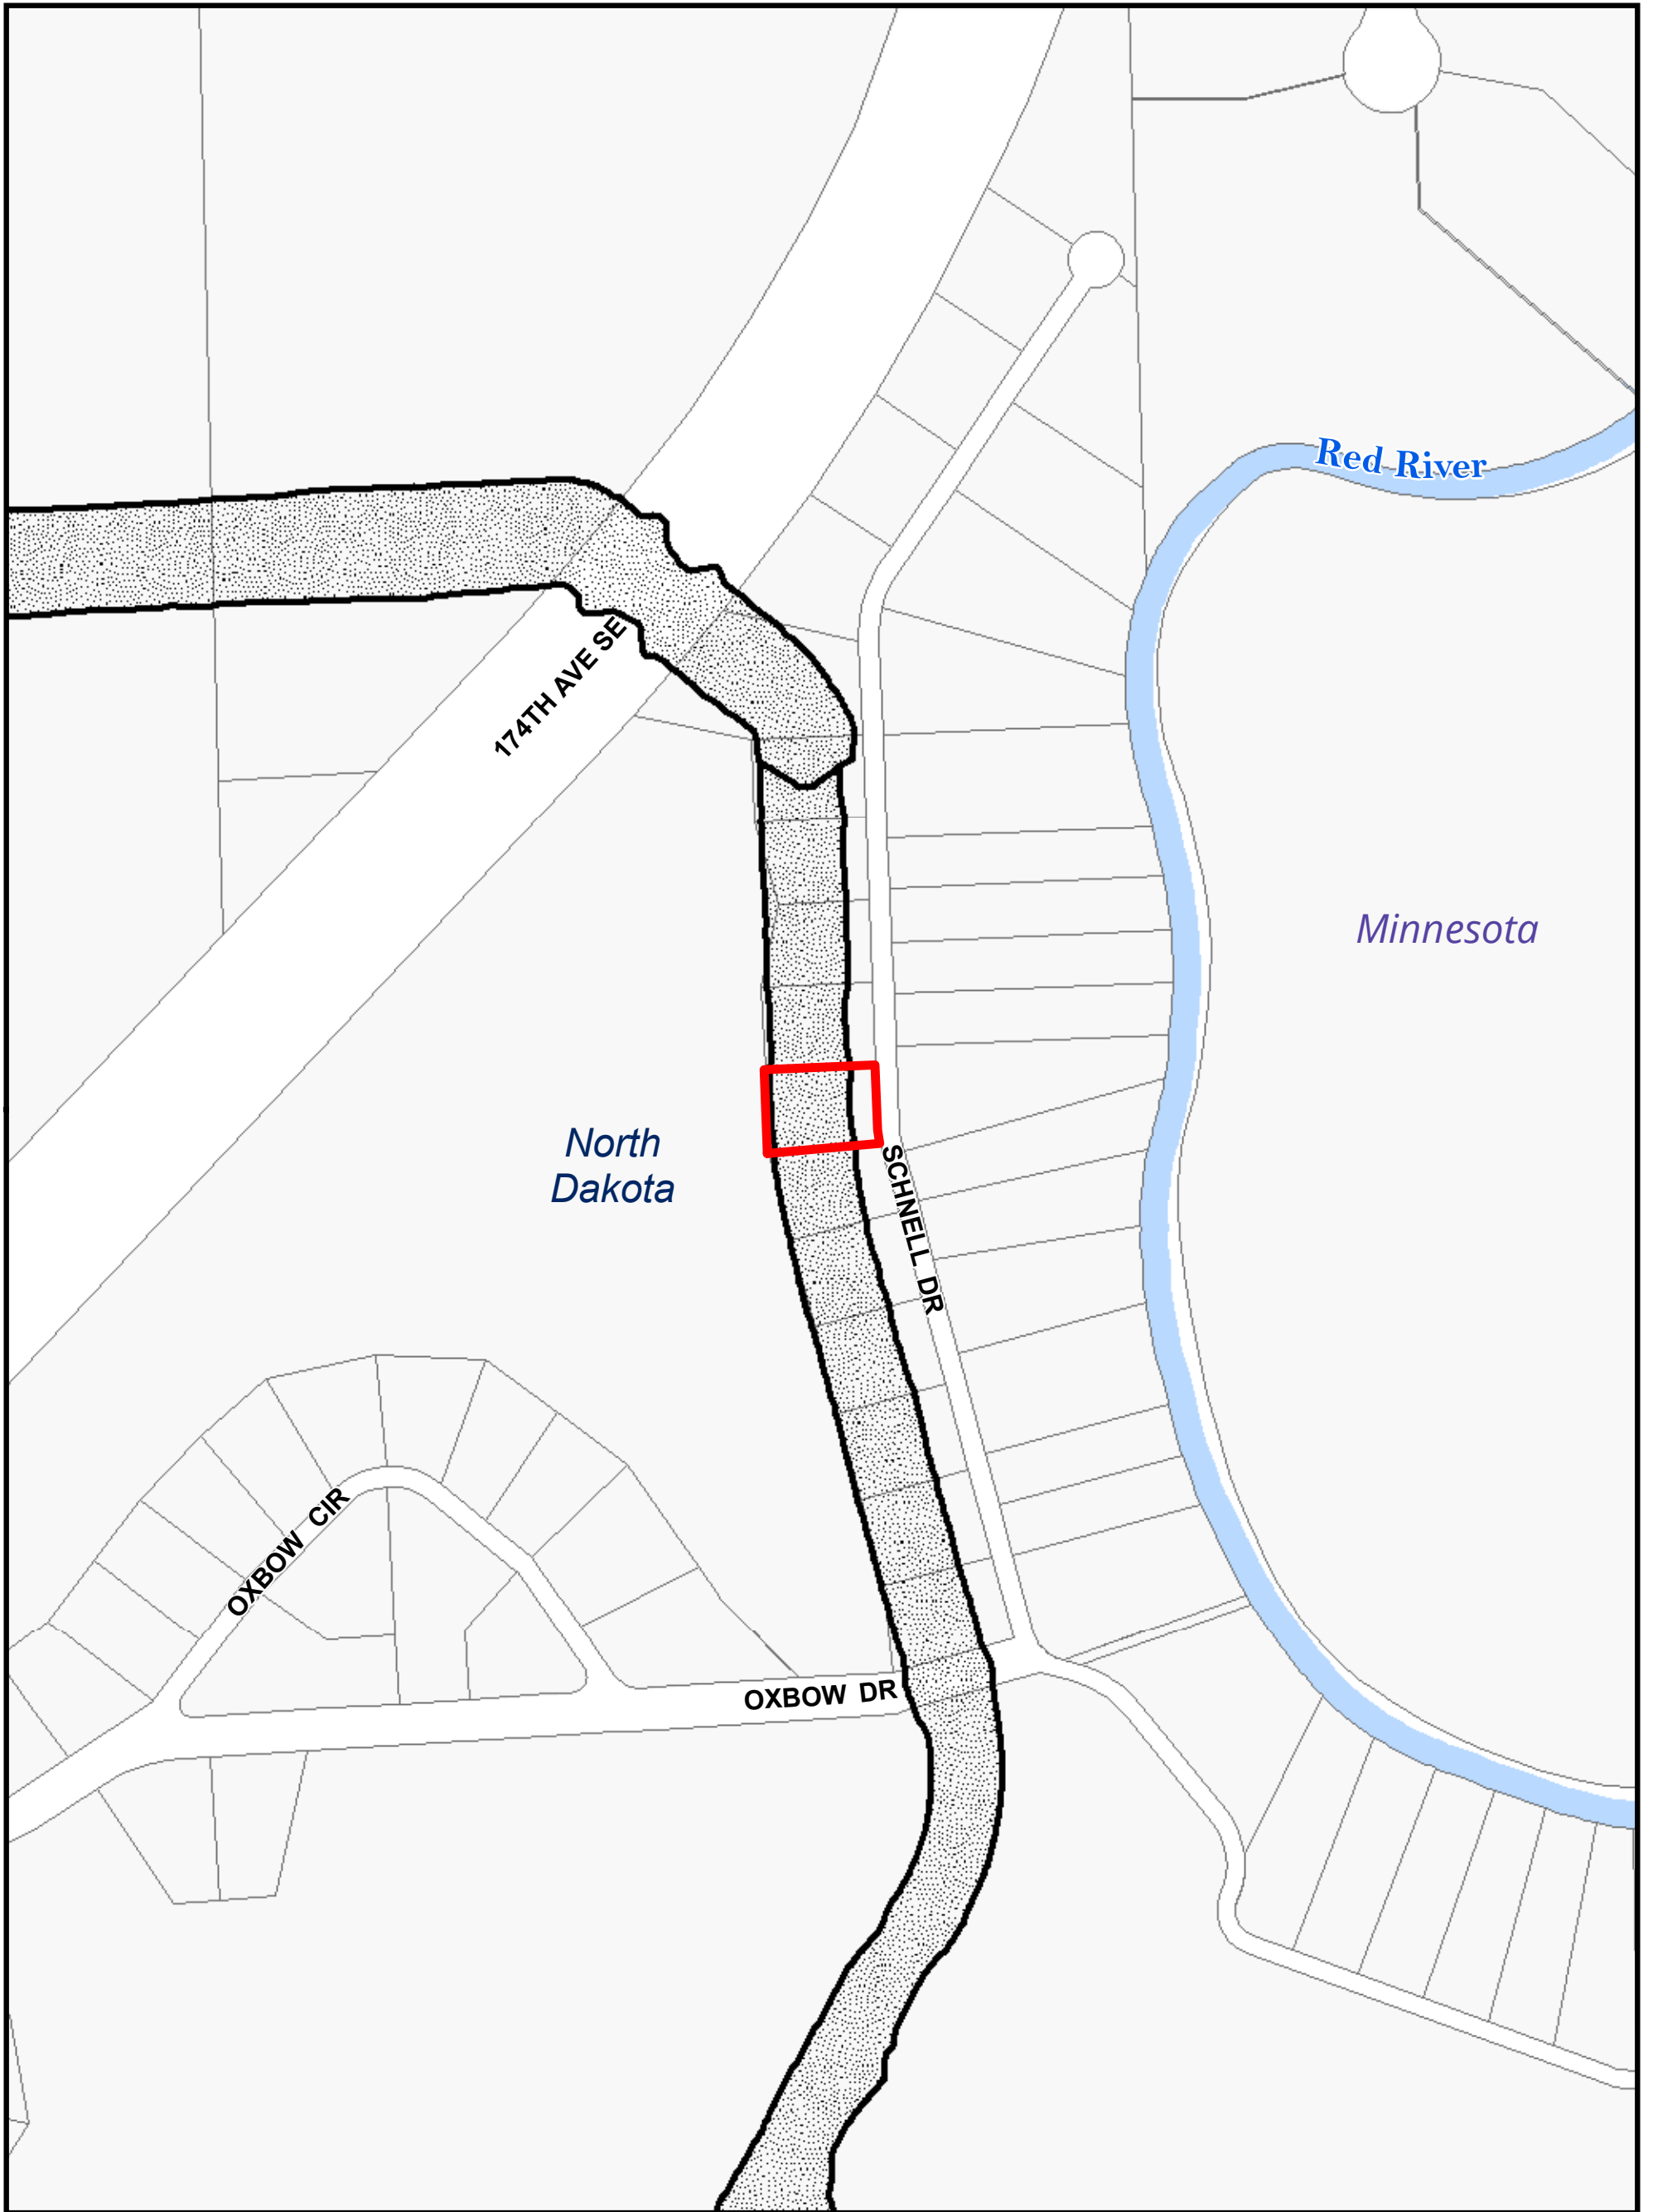 Red River
174TH AVE SE
Minnesota
North
Dakota
SCHNELL DR
OXBOW CIR
OXBOW DR